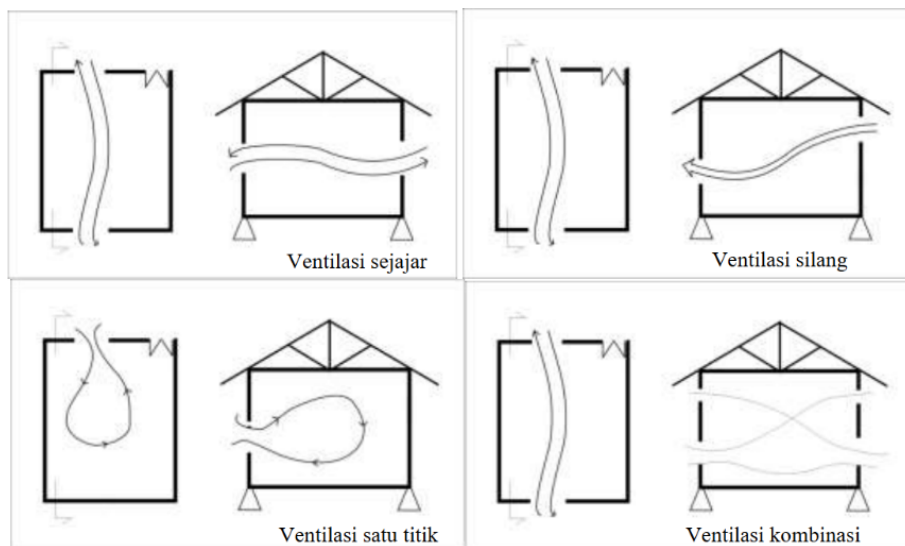 Ventilasi sejajar
Ventilasi silang
Ventilasi satu titik
Ventilasi kombinasi